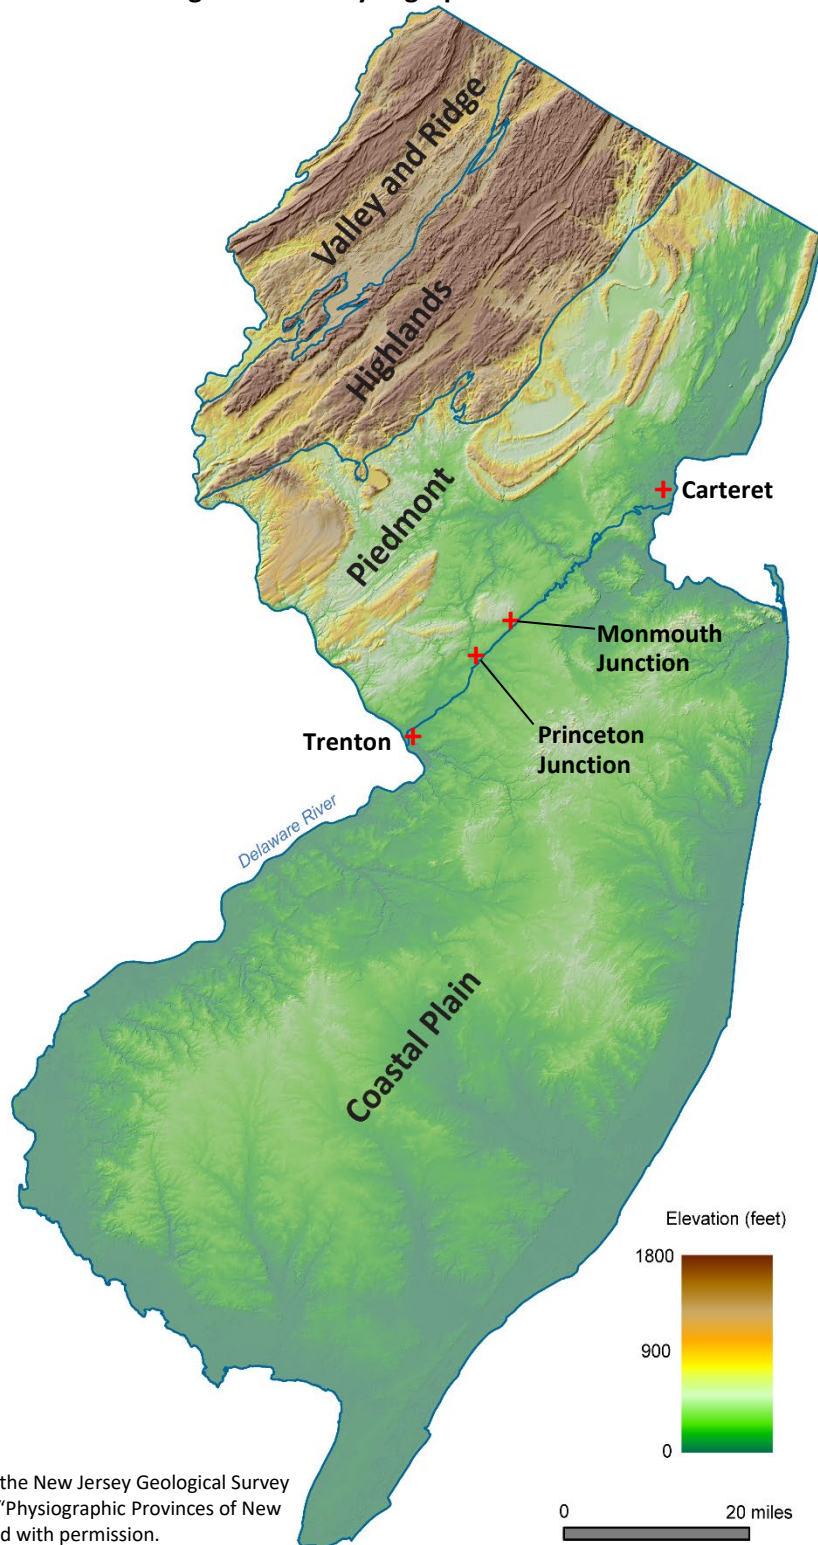 Valley and Ridge
Highlands
Piedmont
Carteret
Monmouth
Junction
Princeton
Junction
Trenton
Delaware River
Coastal Plain
Elevation (feet)
1800
900
0
the New Jersey Geological Survey
“Physiographic Provinces of New
d with permission.
0 20 miles